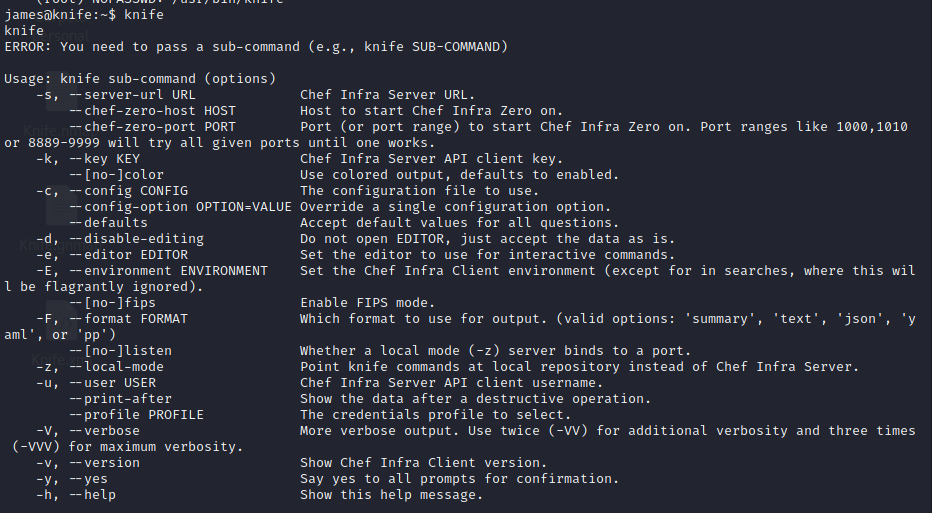 (root) NOPASSWD: /usr/bin/knife
james@knife:~$ knife
knife
ERROR: You need to pass a sub-command (e.g., knife SUB-COMMAND)
Usage: knife sub-command (options)
    -s, --server-url URL             Chef Infra Server URL.
        --chef-zero-host HOST        Host to start Chef Infra Zero on.
        --chef-zero-port PORT        Port (or port range) to start Chef Infra Zero on. Port ranges like 1000,1010
or 8889-9999 will try all given ports until one works.
    -k, --key KEY                    Chef Infra Server API client key.
        --[no-]color                 Use colored output, defaults to enabled.
    -c, --config CONFIG              The configuration file to use.
        --config-option OPTION=VALUE Override a single configuration option.
        --defaults                   Accept default values for all questions.
    -d, --disable-editing            Do not open EDITOR, just accept the data as is.
    -e, --editor EDITOR              Set the editor to use for interactive commands.
    -E, --environment ENVIRONMENT    Set the Chef Infra Client environment (except for in searches, where this wil
l be flagrantly ignored).
        --[no-]fips                  Enable FIPS mode.
    -F, --format FORMAT              Which format to use for output. (valid options: 'summary', 'text', 'json', 'y
aml', or 'pp')
        --[no-]listen                Whether a local mode (-z) server binds to a port.
    -z, --local-mode                 Point knife commands at local repository instead of Chef Infra Server.
    -u, --user USER                  Chef Infra Server API client username.
        --print-after                Show the data after a destructive operation.
        --profile PROFILE            The credentials profile to select.
    -V, --verbose                    More verbose output. Use twice (-VV) for additional verbosity and three times
 (-VVV) for maximum verbosity.
    -v, --version                    Show Chef Infra Client version.
    -y, --yes                        Say yes to all prompts for confirmation.
    -h, --help                       Show this help message.